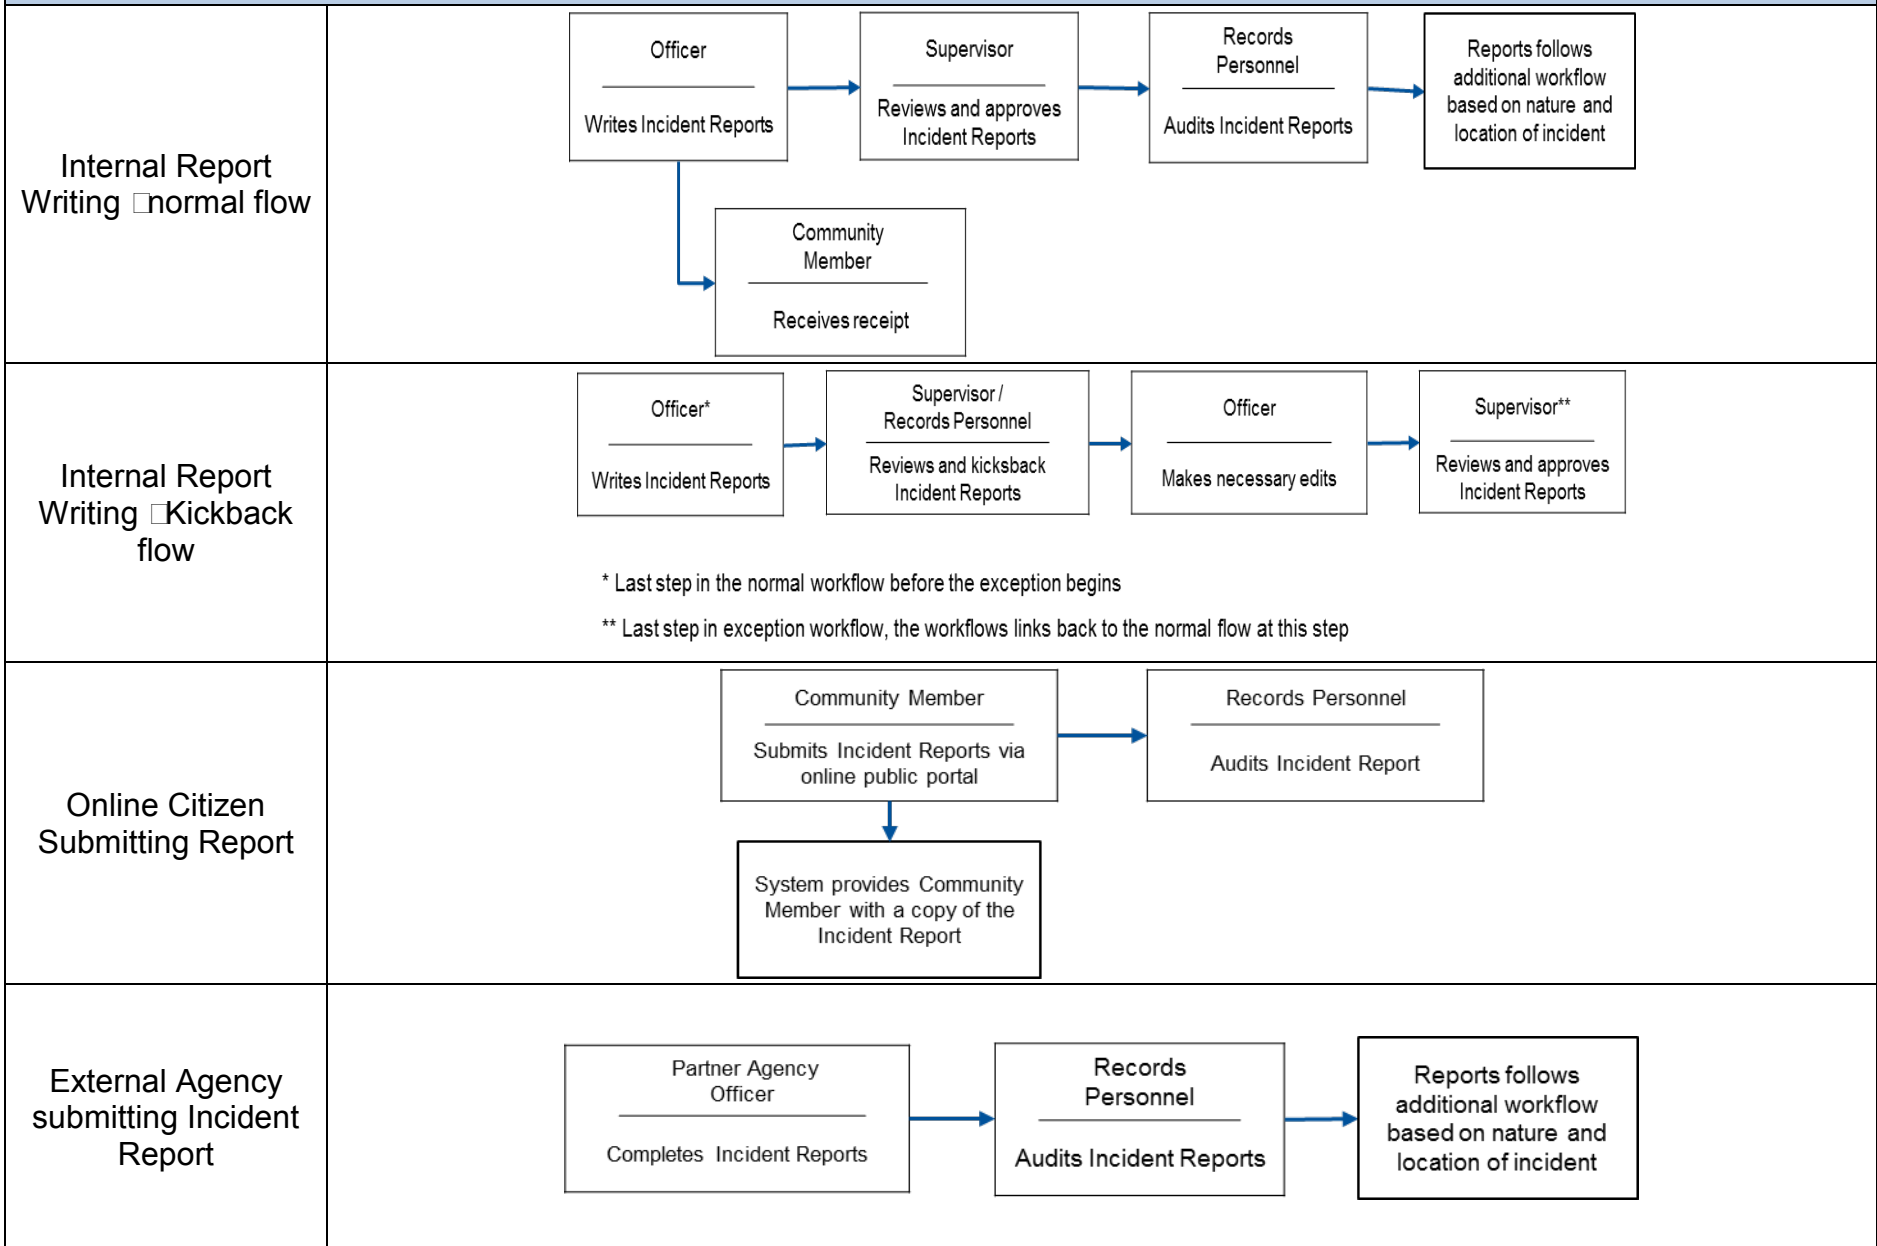 Internal Report
Writing □normal flow
Officer
Writes Incident Reports
Supervisor
Reviews and approves
Incident Reports
Records
Personnel
Audits Incident Reports
Reports follows
additional workflow
based on nature and
location of incident
Community
Member
Receives receipt
Internal Report
Writing □Kickback
flow
Officer*
Writes Incident Reports
Supervisor /
Records Personnel
Reviews and kicksback
Incident Reports
Officer
Makes necessary edits
Supervisor**
Reviews and approves
Incident Reports
* Last step in the normal workflow before the exception begins
** Last step in exception workflow, the workflows links back to the normal flow at this step
Online Citizen
Submitting Report
Community Member
Submits Incident Reports via
online public portal
Records Personnel
Audits Incident Report
System provides Community
Member with a copy of the
Incident Report
External Agency
submitting Incident
Report
Partner Agency
Officer
Completes Incident Reports
Records
Personnel
Audits Incident Reports
Reports follows
additional workflow
based on nature and
location of incident